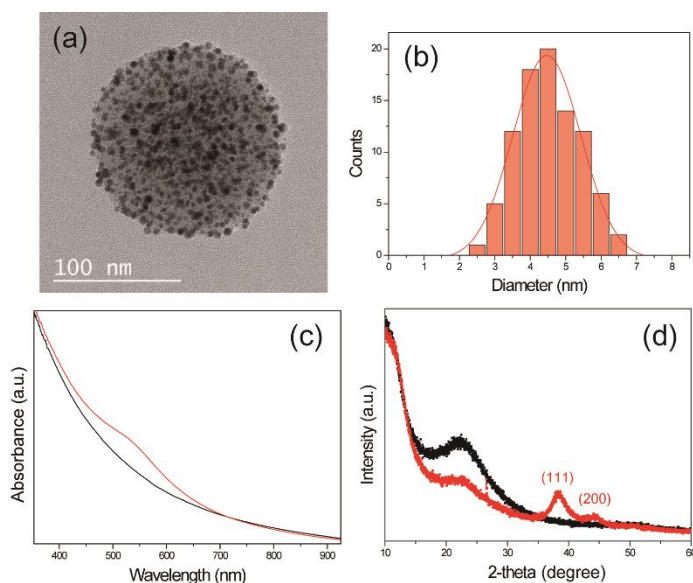 (a)
100 nm
(b)
Counts
20
15
10
5
0
0 1 2 3 4 5 6 7 8
Diameter (nm)
(c)
Absorbance (a.u.)
400 500 600 700 800 900
Wavelength (nm)
(d)
Intensity (a.u.)
(111)
(200)
10 20 30 40 50 60
2-theta (degree)